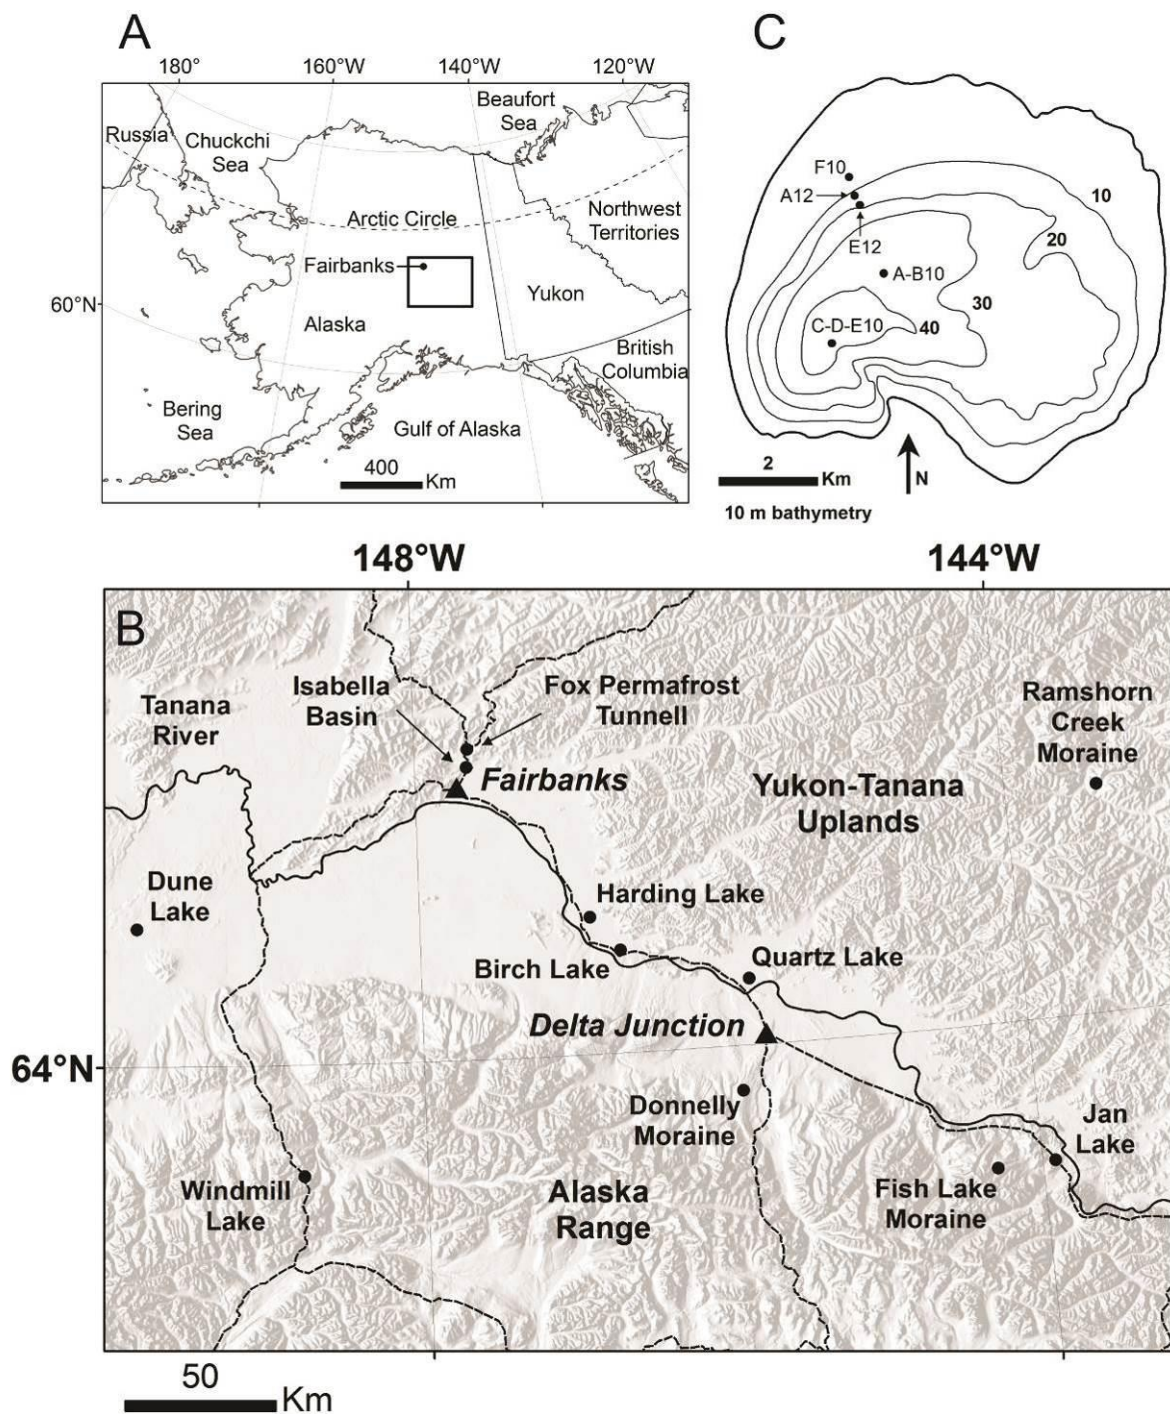 A
180°
160°W
140°W
120°W
Beaufort
Sea
Russia
Chuckchi
Sea
Arctic Circle
Northwest
Territories
Fairbanks
60°N
Yukon
Alaska
British
Columbia
Bering
Sea
Gulf of Alaska
400
Km
C
F10
A12
E12
A-B10
C-D-E10
10
20
30
40
2
Km
N
10 m bathymetry
148°W
144°W
B
Isabella
Basin
Fox Permafrost
Tunnell
Ramshorn
Creek
Moraine
Tanana
River
Fairbanks
Yukon-Tanana
Uplands
Dune
Lake
Harding Lake
Birch Lake
Quartz Lake
Delta Junction
64°N
Donnelly
Moraine
Jan
Lake
Windmill
Lake
Alaska
Range
Fish Lake
Moraine
50
Km